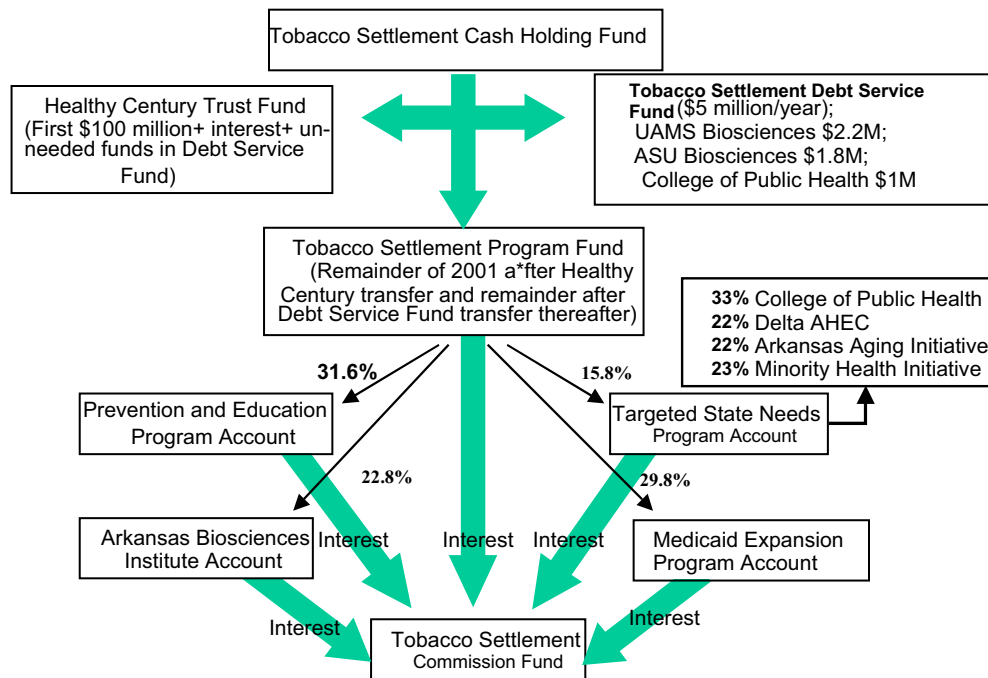 Tobacco Settlement Cash Holding Fund
Healthy Century Trust Fund
(First $100 million+ interest+ un-
needed funds in Debt Service
Fund)
Tobacco Settlement Debt Service
Fund ($5 million/year);
UAMS Biosciences $2.2M;
ASU Biosciences $1.8M;
College of Public Health $1M
Tobacco Settlement Program Fund
(Remainder of 2001 a*fter Healthy
Century transfer and remainder after
Debt Service Fund transfer thereafter)
33% College of Public Health
22% Delta AHEC
22% Arkansas Aging Initiative
23% Minority Health Initiative
31.6%
15.8%
Prevention and Education
Program Account
Targeted State Needs
Program Account
22.8%
29.8%
Arkansas Biosciences
Institute Account
Interest
Interest
Interest
Medicaid Expansion
Program Account
Interest
Interest
Tobacco Settlement
Commission Fund